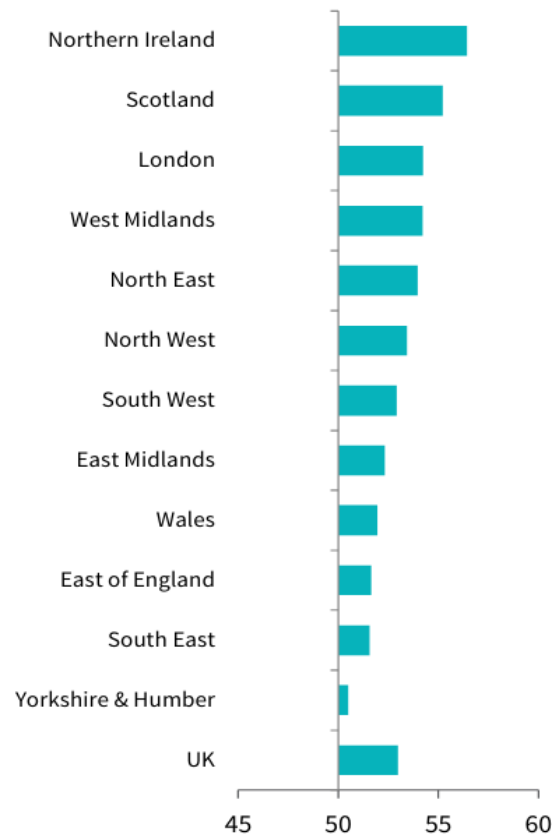 Northern Ireland
Scotland
London
West Midlands
North East
North West
South West
East Midlands
Wales
East of England
South East
Yorkshire & Humber
UK
45 50 55 60